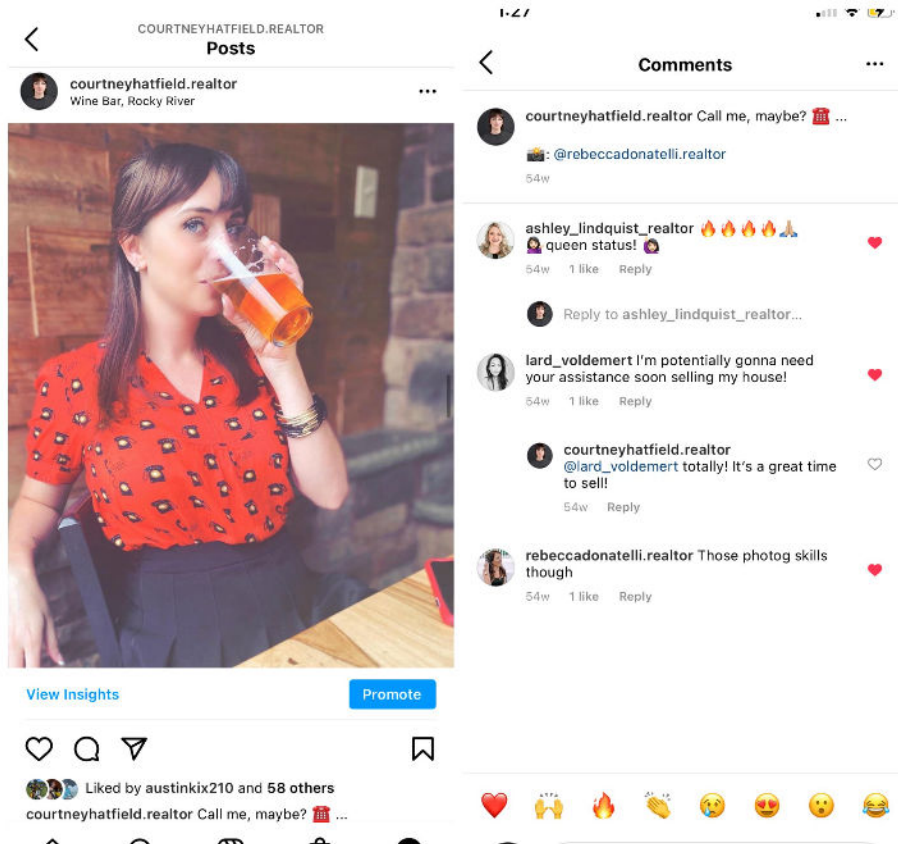 COURTNEYHATFIELD.REALTOR
Posts
courtneyhatfield.realtor
Wine Bar, Rocky River
View Insights
Promote
Liked by austinkix210 and 58 others
courtneyhatfield.realtor Call me, maybe? ☎️ ...
1:27
Comments
courtneyhatfield.realtor Call me, maybe? ☎️ ...
📸: @rebeccadonatelli.realtor
54w
ashley_lindquist_realtor 🔥🔥🔥🔥🙏🏼
💁🏻‍♀️queen status! 🙋🏻‍♀️
54w 1 like Reply
Reply to ashley_lindquist_realtor...
lard_voldemert I'm potentially gonna need
your assistance soon selling my house!
54w 1 like Reply
courtneyhatfield.realtor
@lard_voldemert totally! It's a great time
to sell!
54w Reply
rebeccadonatelli.realtor Those photog skills
though
54w 1 like Reply